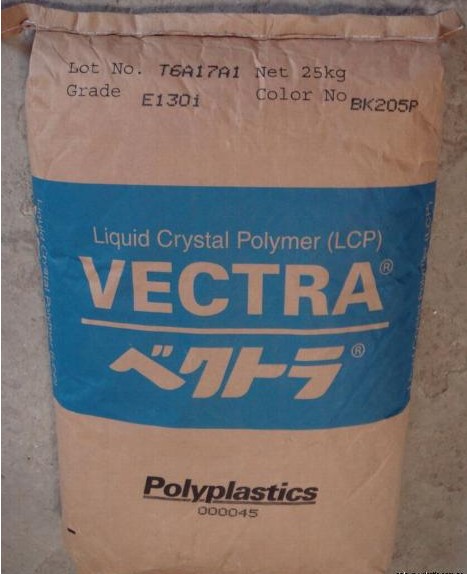 Lot No. T6A17A1 Net 25kg
Grade E130i Color No BK205P
Liquid Crystal Polymer (LCP)
VECTRA®
ベクトラ®
Polyplastics
000045